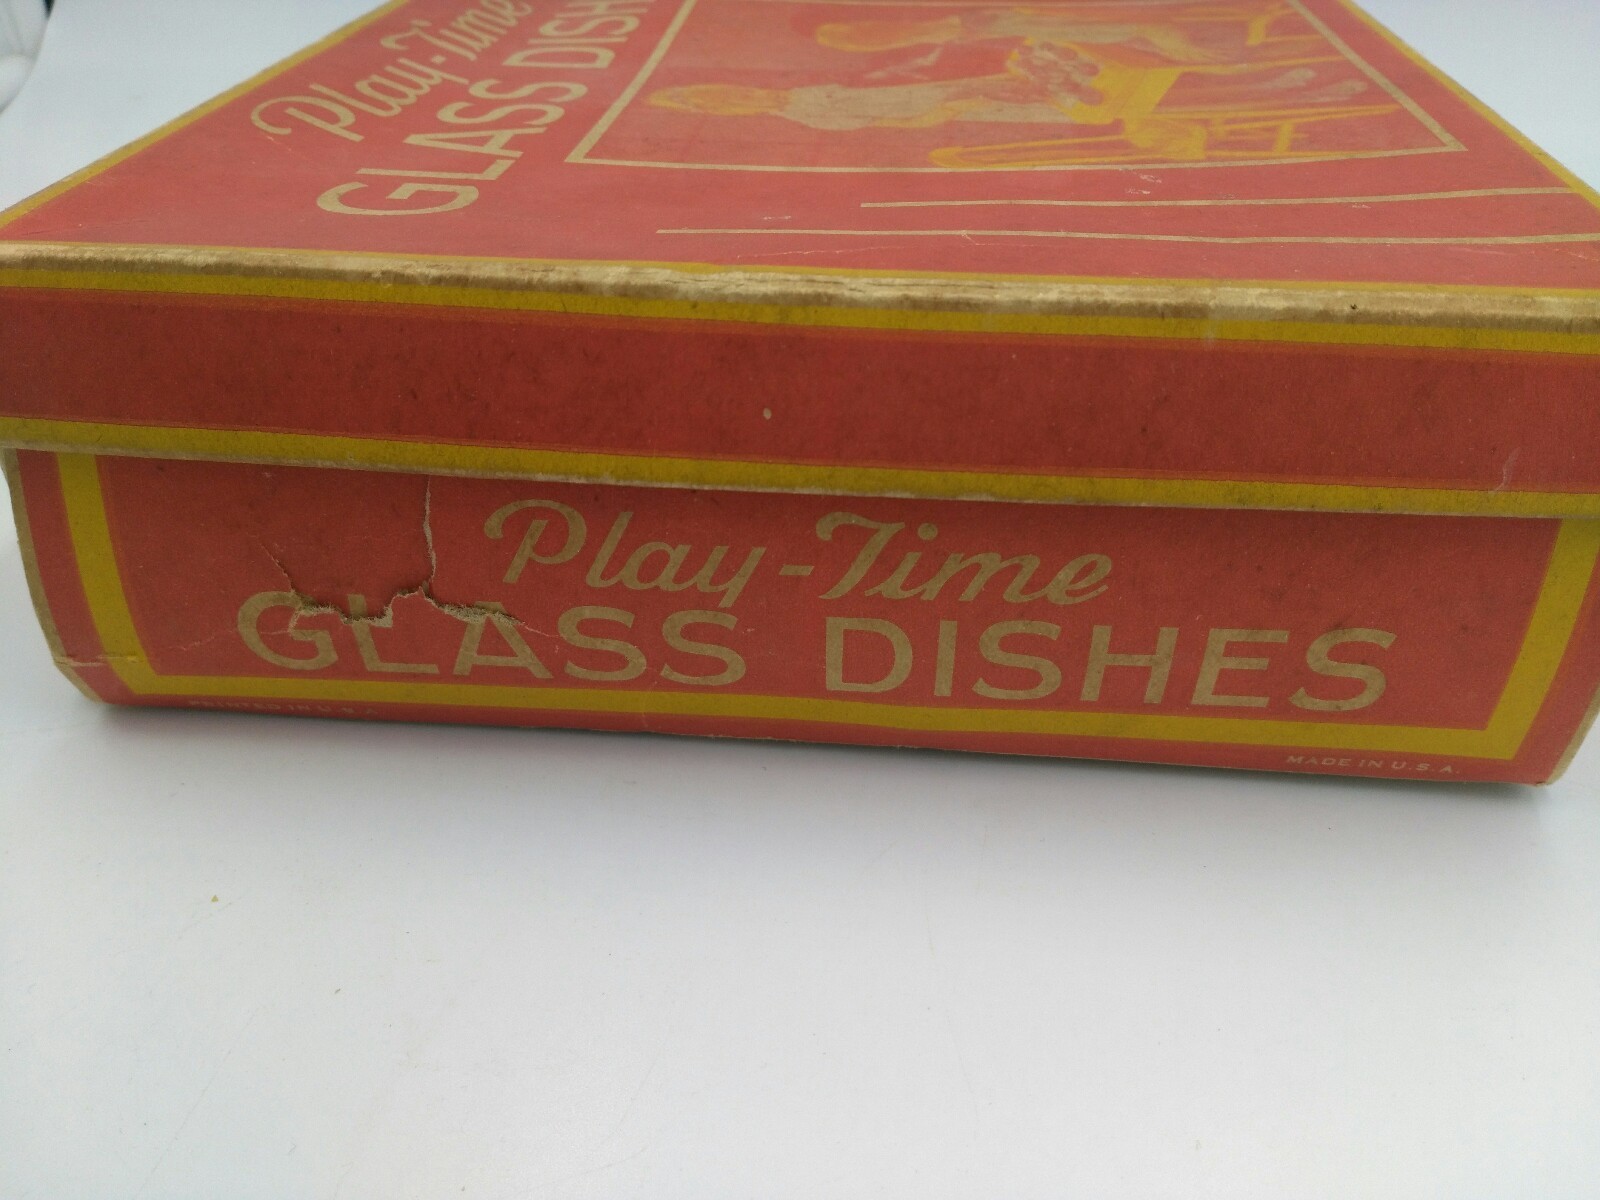 Play-Time
GLASS DISH
Play-Time
GLASS DISHES
PRINTED IN U.S.A.
MADE IN U.S.A.